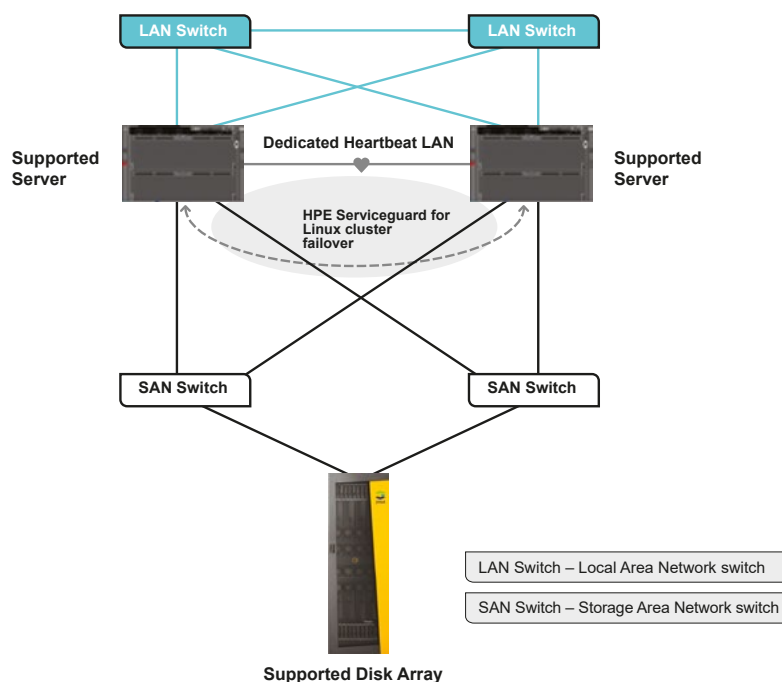 LAN Switch
LAN Switch
Supported
Server
Dedicated Heartbeat LAN
Supported
Server
HPE Serviceguard for
Linux cluster
failover
SAN Switch
SAN Switch
LAN Switch – Local Area Network switch
SAN Switch – Storage Area Network switch
Supported Disk Array